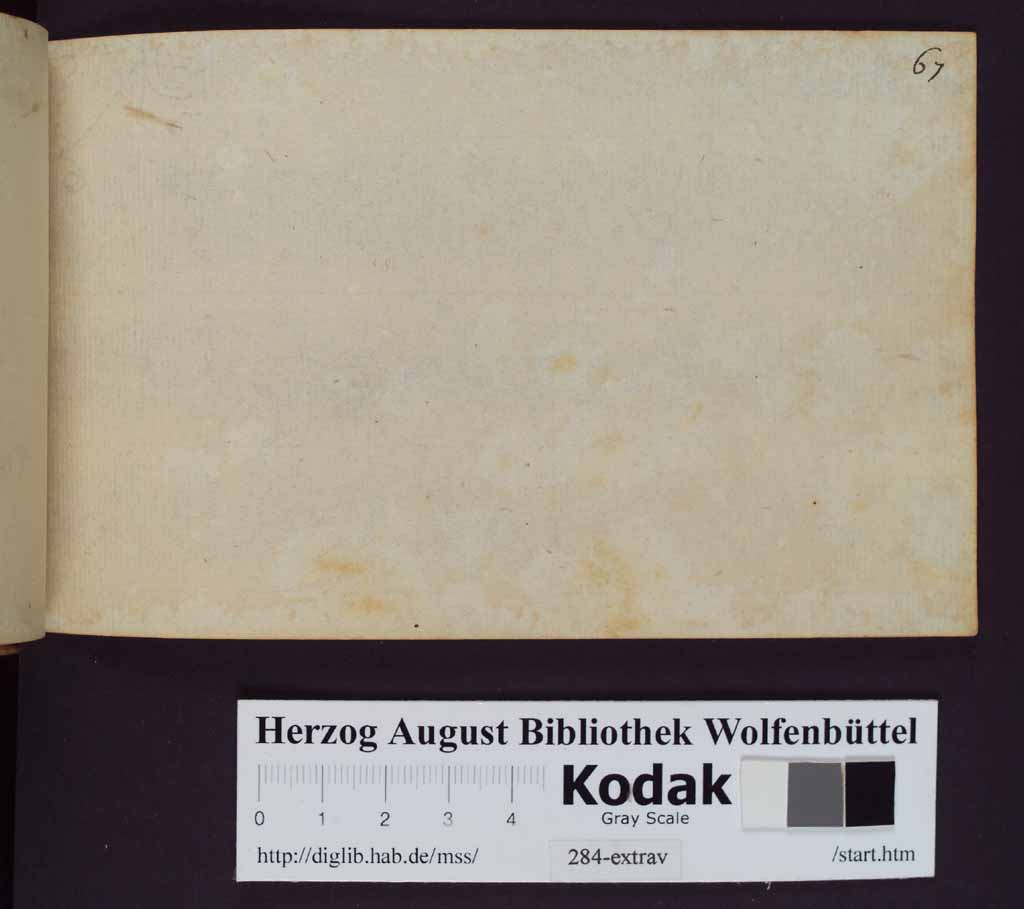 67
Herzog August Bibliothek Wolfenbüttel
Kodak
Gray Scale
0 1 2 3 4
http://diglib.hab.de/mss/ 284-extrav /start.htm